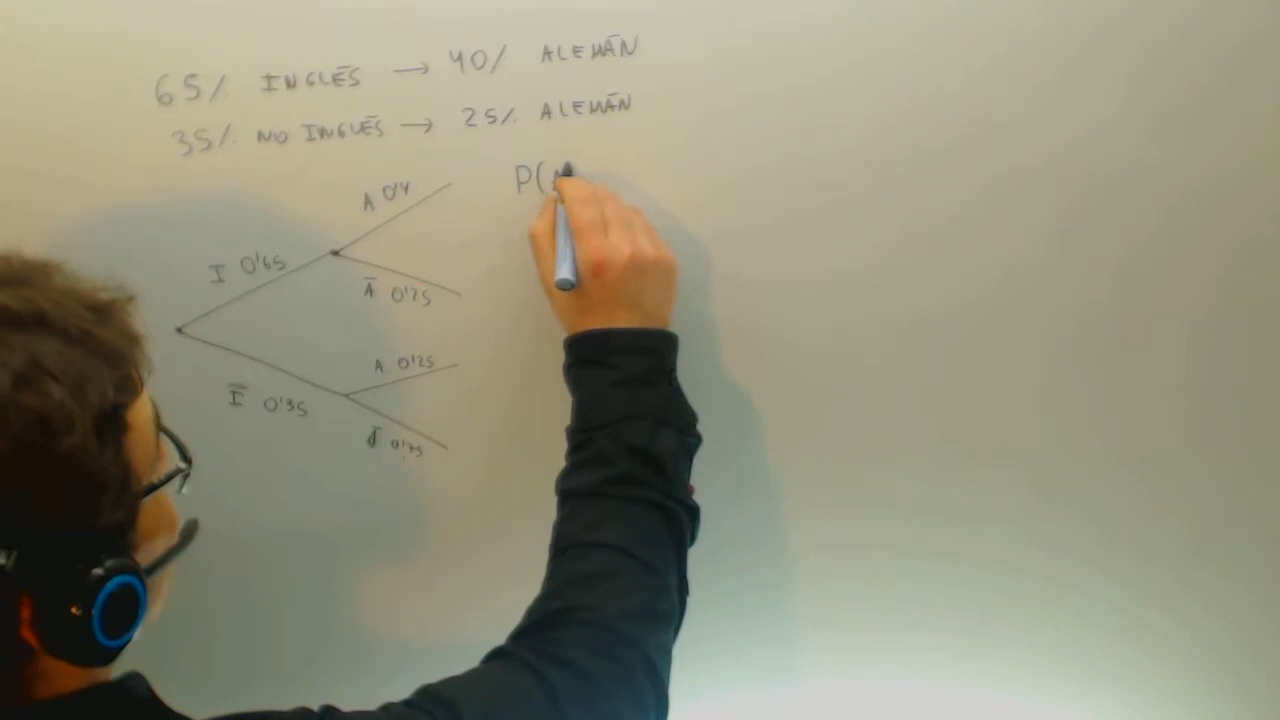 65% INGLÉS → 40% ALEMÁN
35% NO INGLÉS → 25% ALEMÁN
P(
A 0'4
I 0'65
Ā 0'75
A 0'25
Ī 0'35
0'75